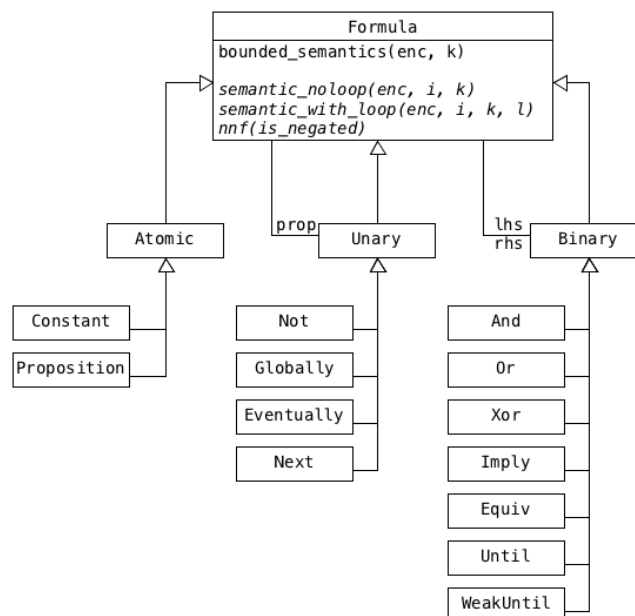 Formula
bounded_semantics(enc, k)
semantic_noloop(enc, i, k)
semantic_with_loop(enc, i, k, l)
nnf(is_negated)
prop
lhs
rhs
Atomic
Unary
Binary
Constant
Proposition
Not
Globally
Eventually
Next
And
Or
Xor
Imply
Equiv
Until
WeakUntil